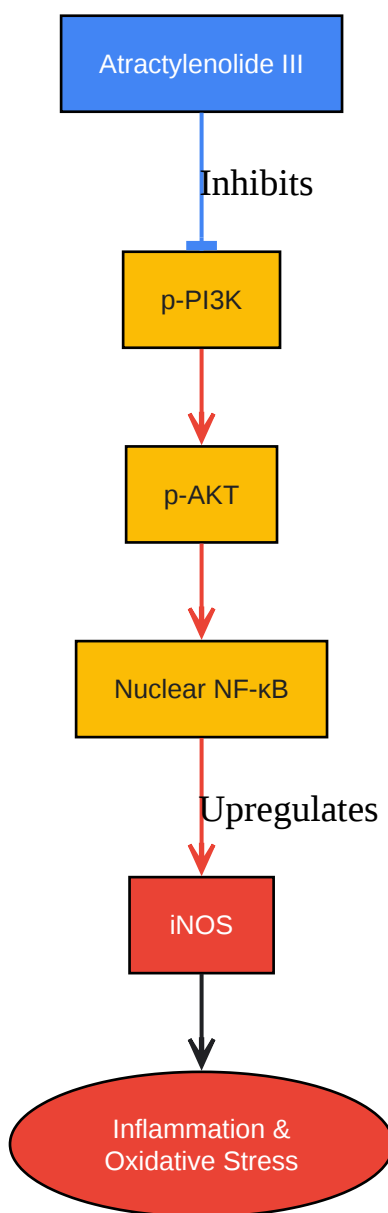 Atractylenolide III
Inhibits
p-PI3K
p-AKT
Nuclear NF-κB
Upregulates
iNOS
Inflammation &
Oxidative Stress